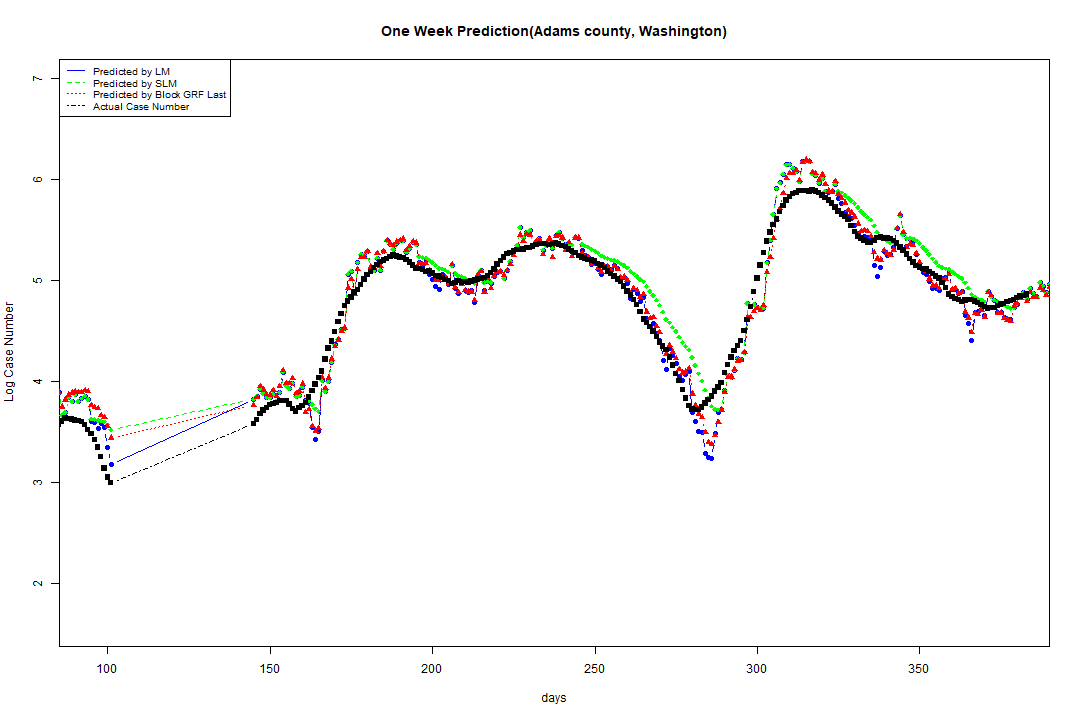 One Week Prediction(Adams county, Washington)
Predicted by LM
Predicted by SLM
Predicted by Block GRF Last
Actual Case Number
7
6
5
4
3
2
Log Case Number
100 150 200 250 300 350
days